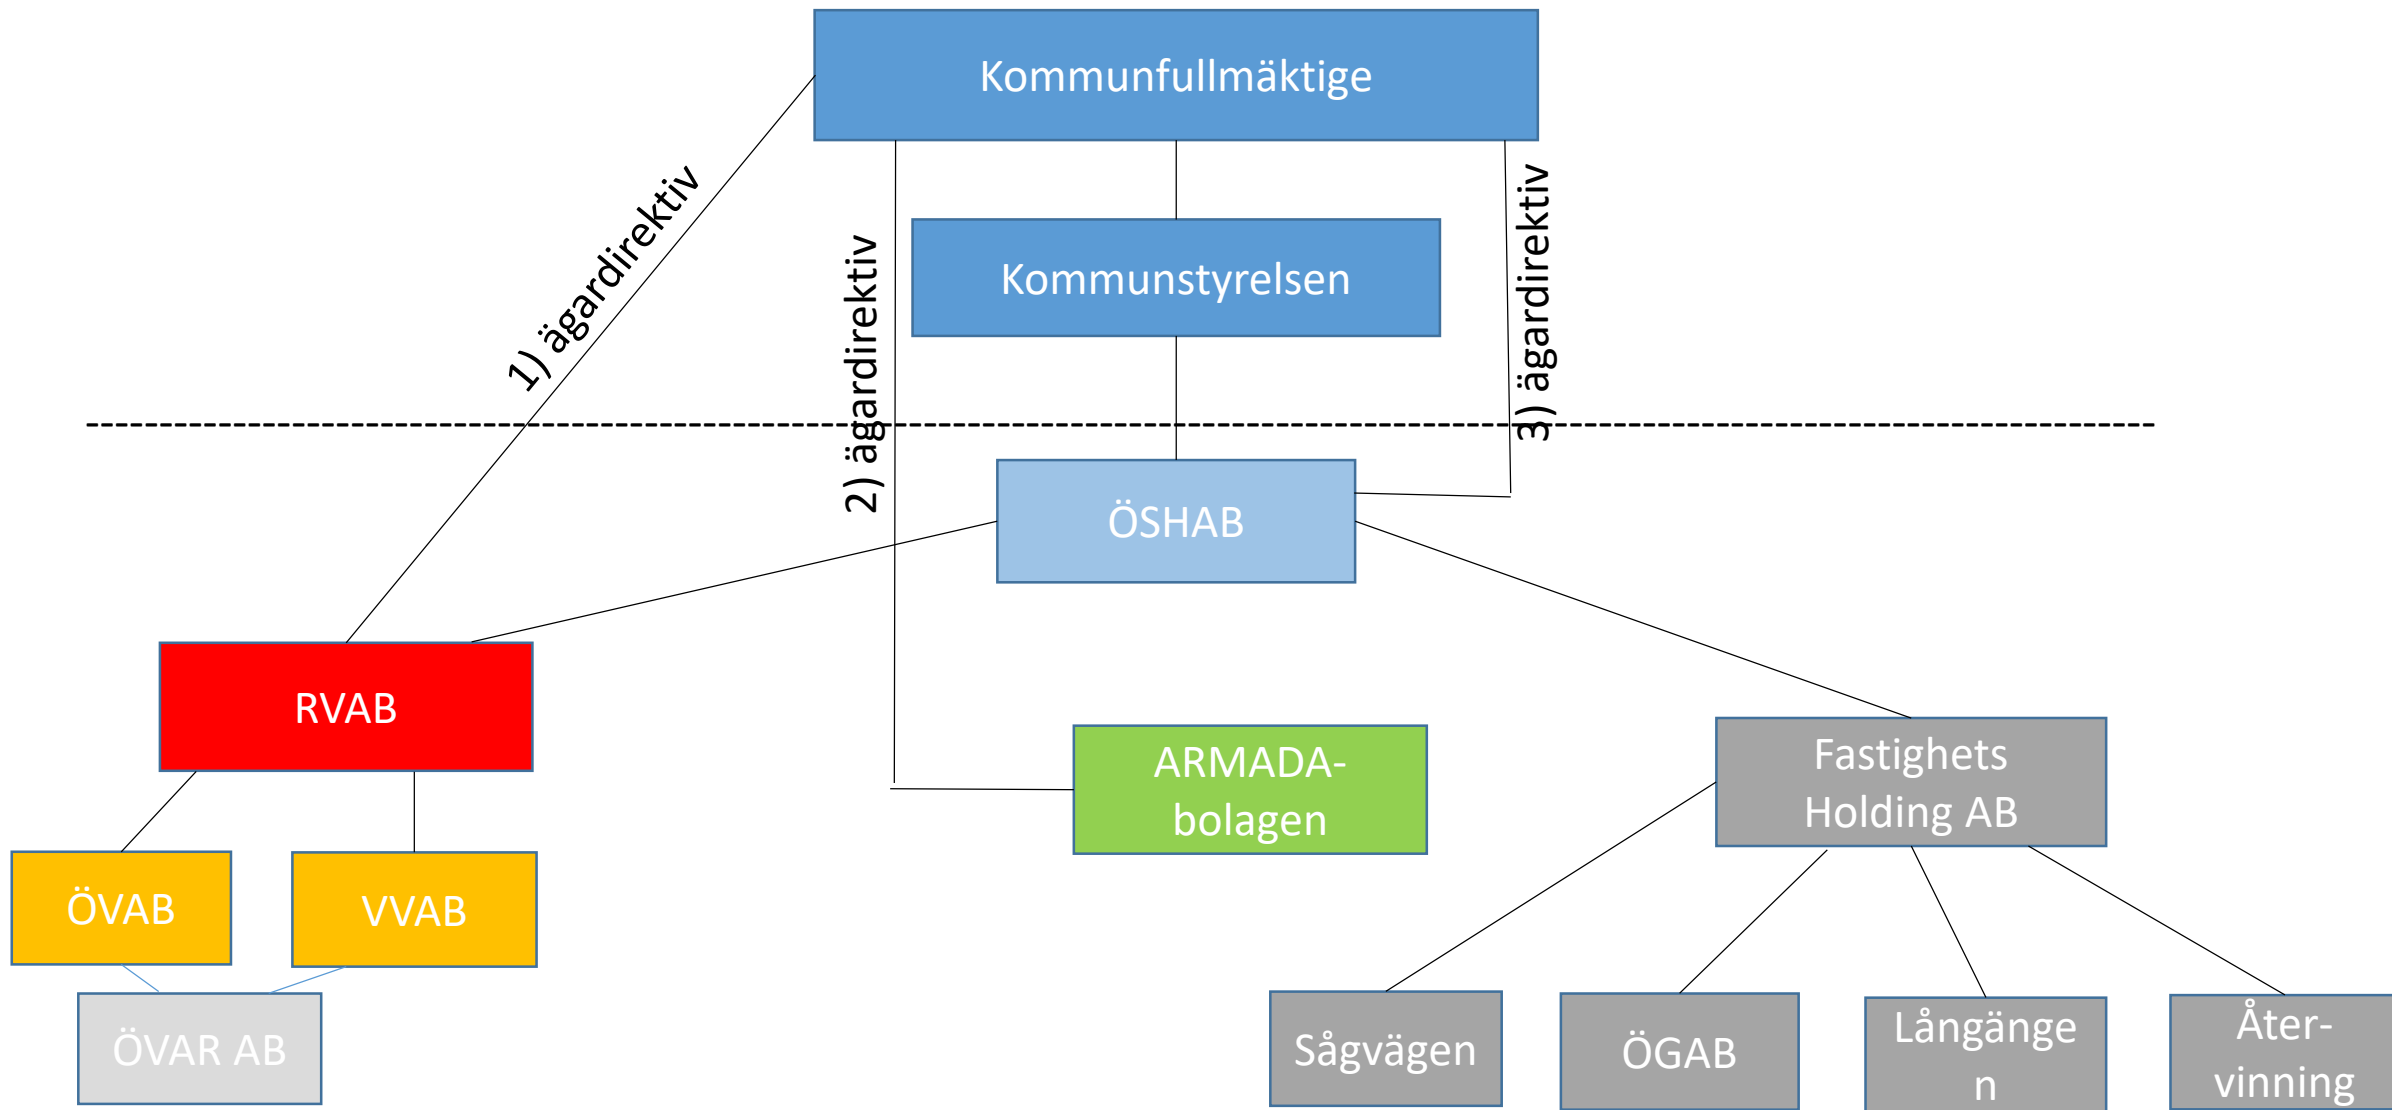 Kommunfullmäktige
1) ägardirektiv
2) ägardirektiv
3) ägardirektiv
Kommunstyrelsen
ÖSHAB
RVAB
ARMADA-
bolagen
Fastighets
Holding AB
ÖVAB
VVAB
ÖVAR AB
Sågvägen
ÖGAB
Långänge
n
Åter-
vinning